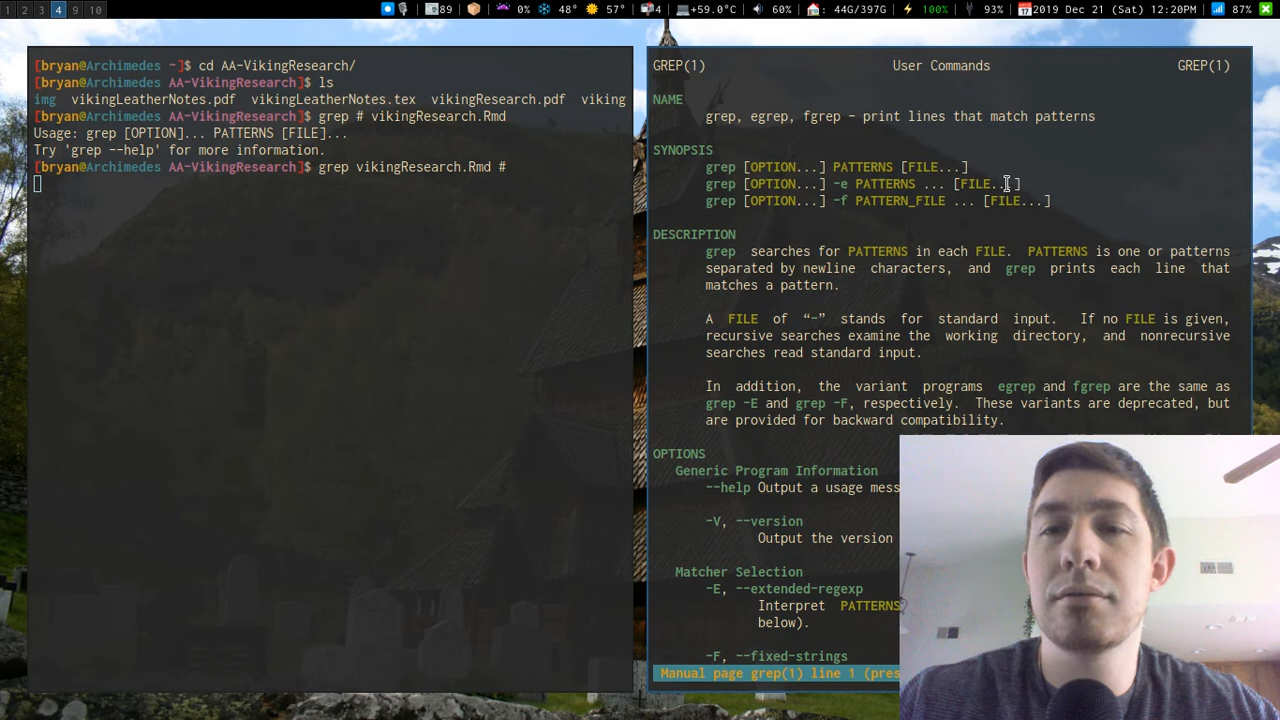 1 2 3 4 9 10 89 0% 48° 57° 4 +59.0°C 60% : 44G/397G 100% 93% 2019 Dec 21 (Sat) 12:20PM 87%
[bryan@Archimedes ~]$ cd AA-VikingResearch/
[bryan@Archimedes AA-VikingResearch]$ ls
img vikingLeatherNotes.pdf vikingLeatherNotes.tex vikingResearch.pdf viking
[bryan@Archimedes AA-VikingResearch]$ grep # vikingResearch.Rmd
Usage: grep [OPTION]... PATTERNS [FILE]...
Try 'grep --help' for more information.
[bryan@Archimedes AA-VikingResearch]$ grep vikingResearch.Rmd #
GREP(1) User Commands GREP(1)
NAME
grep, egrep, fgrep - print lines that match patterns
SYNOPSIS
grep [OPTION...] PATTERNS [FILE...]
grep [OPTION...] -e PATTERNS ... [FILE...]
grep [OPTION...] -f PATTERN_FILE ... [FILE...]
DESCRIPTION
grep searches for PATTERNS in each FILE. PATTERNS is one or patterns
separated by newline characters, and grep prints each line that
matches a pattern.
A FILE of “-” stands for standard input. If no FILE is given,
recursive searches examine the working directory, and nonrecursive
searches read standard input.
In addition, the variant programs egrep and fgrep are the same as
grep -E and grep -F, respectively. These variants are deprecated, but
are provided for backward compatibility.
OPTIONS
Generic Program Information
--help Output a usage mess
-V, --version
Output the version
Matcher Selection
-E, --extended-regexp
Interpret PATTERNS
below).
-F, --fixed-strings
Manual page grep(1) line 1 (pres